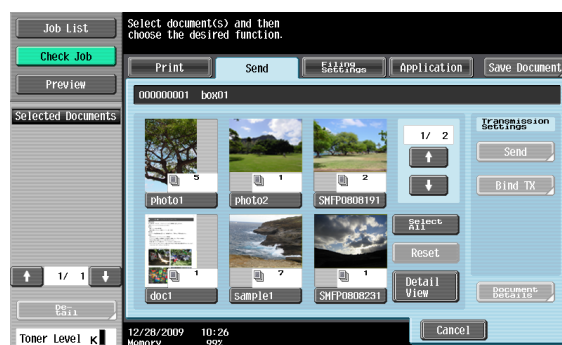 Job List
Check Job
Preview
Selected Documents
1/ 1
De-
tail
Toner Level K
Select document(s) and then
choose the desired function.
Print
Send
Filing
Settings
Application
Save Document
000000001 box01
5
photo1
1
photo2
2
SMFP0808191
1
doc1
7
sample1
1
SMFP0808231
1/ 2
Select
All
Reset
Detail
View
Transmission
Settings
Send
Bind TX
Document
Details
12/28/2009 10:26
Memory 99%
Cancel